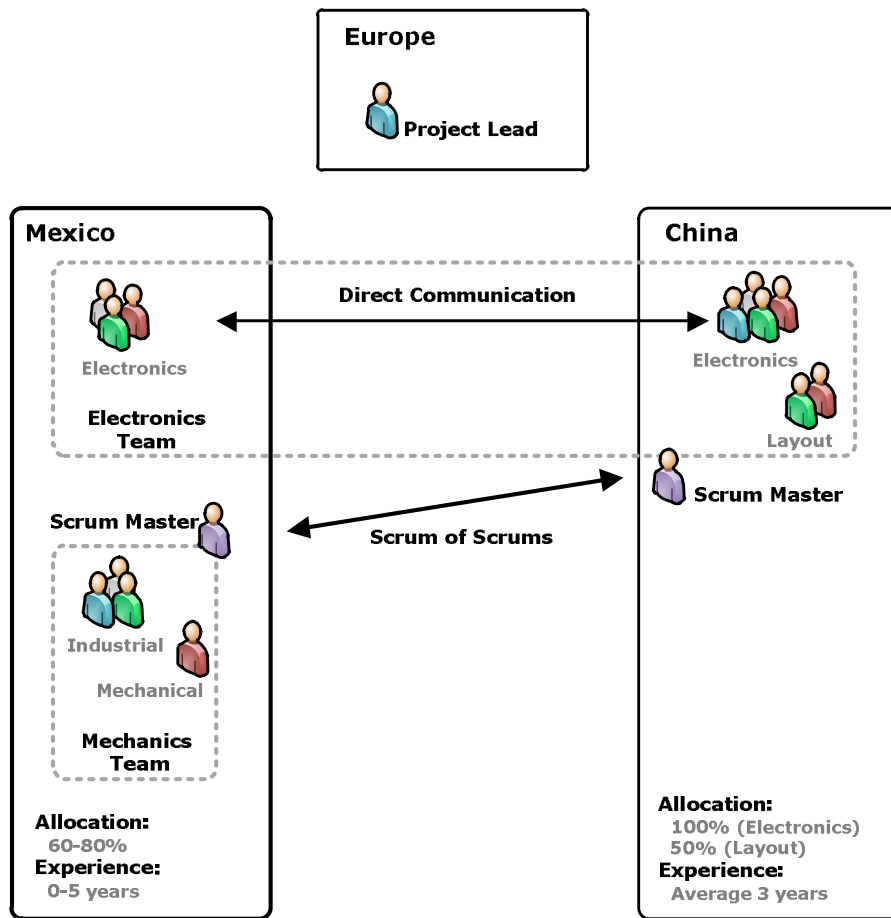 Europe
Project Lead
Mexico
China
Direct Communication
Electronics
Electronics
Electronics
Team
Layout
Scrum Master
Scrum Master
Scrum of Scrums
Industrial
Mechanical
Mechanics
Team
Allocation:
60-80%
Experience:
0-5 years
Allocation:
100% (Electronics)
50% (Layout)
Experience:
Average 3 years